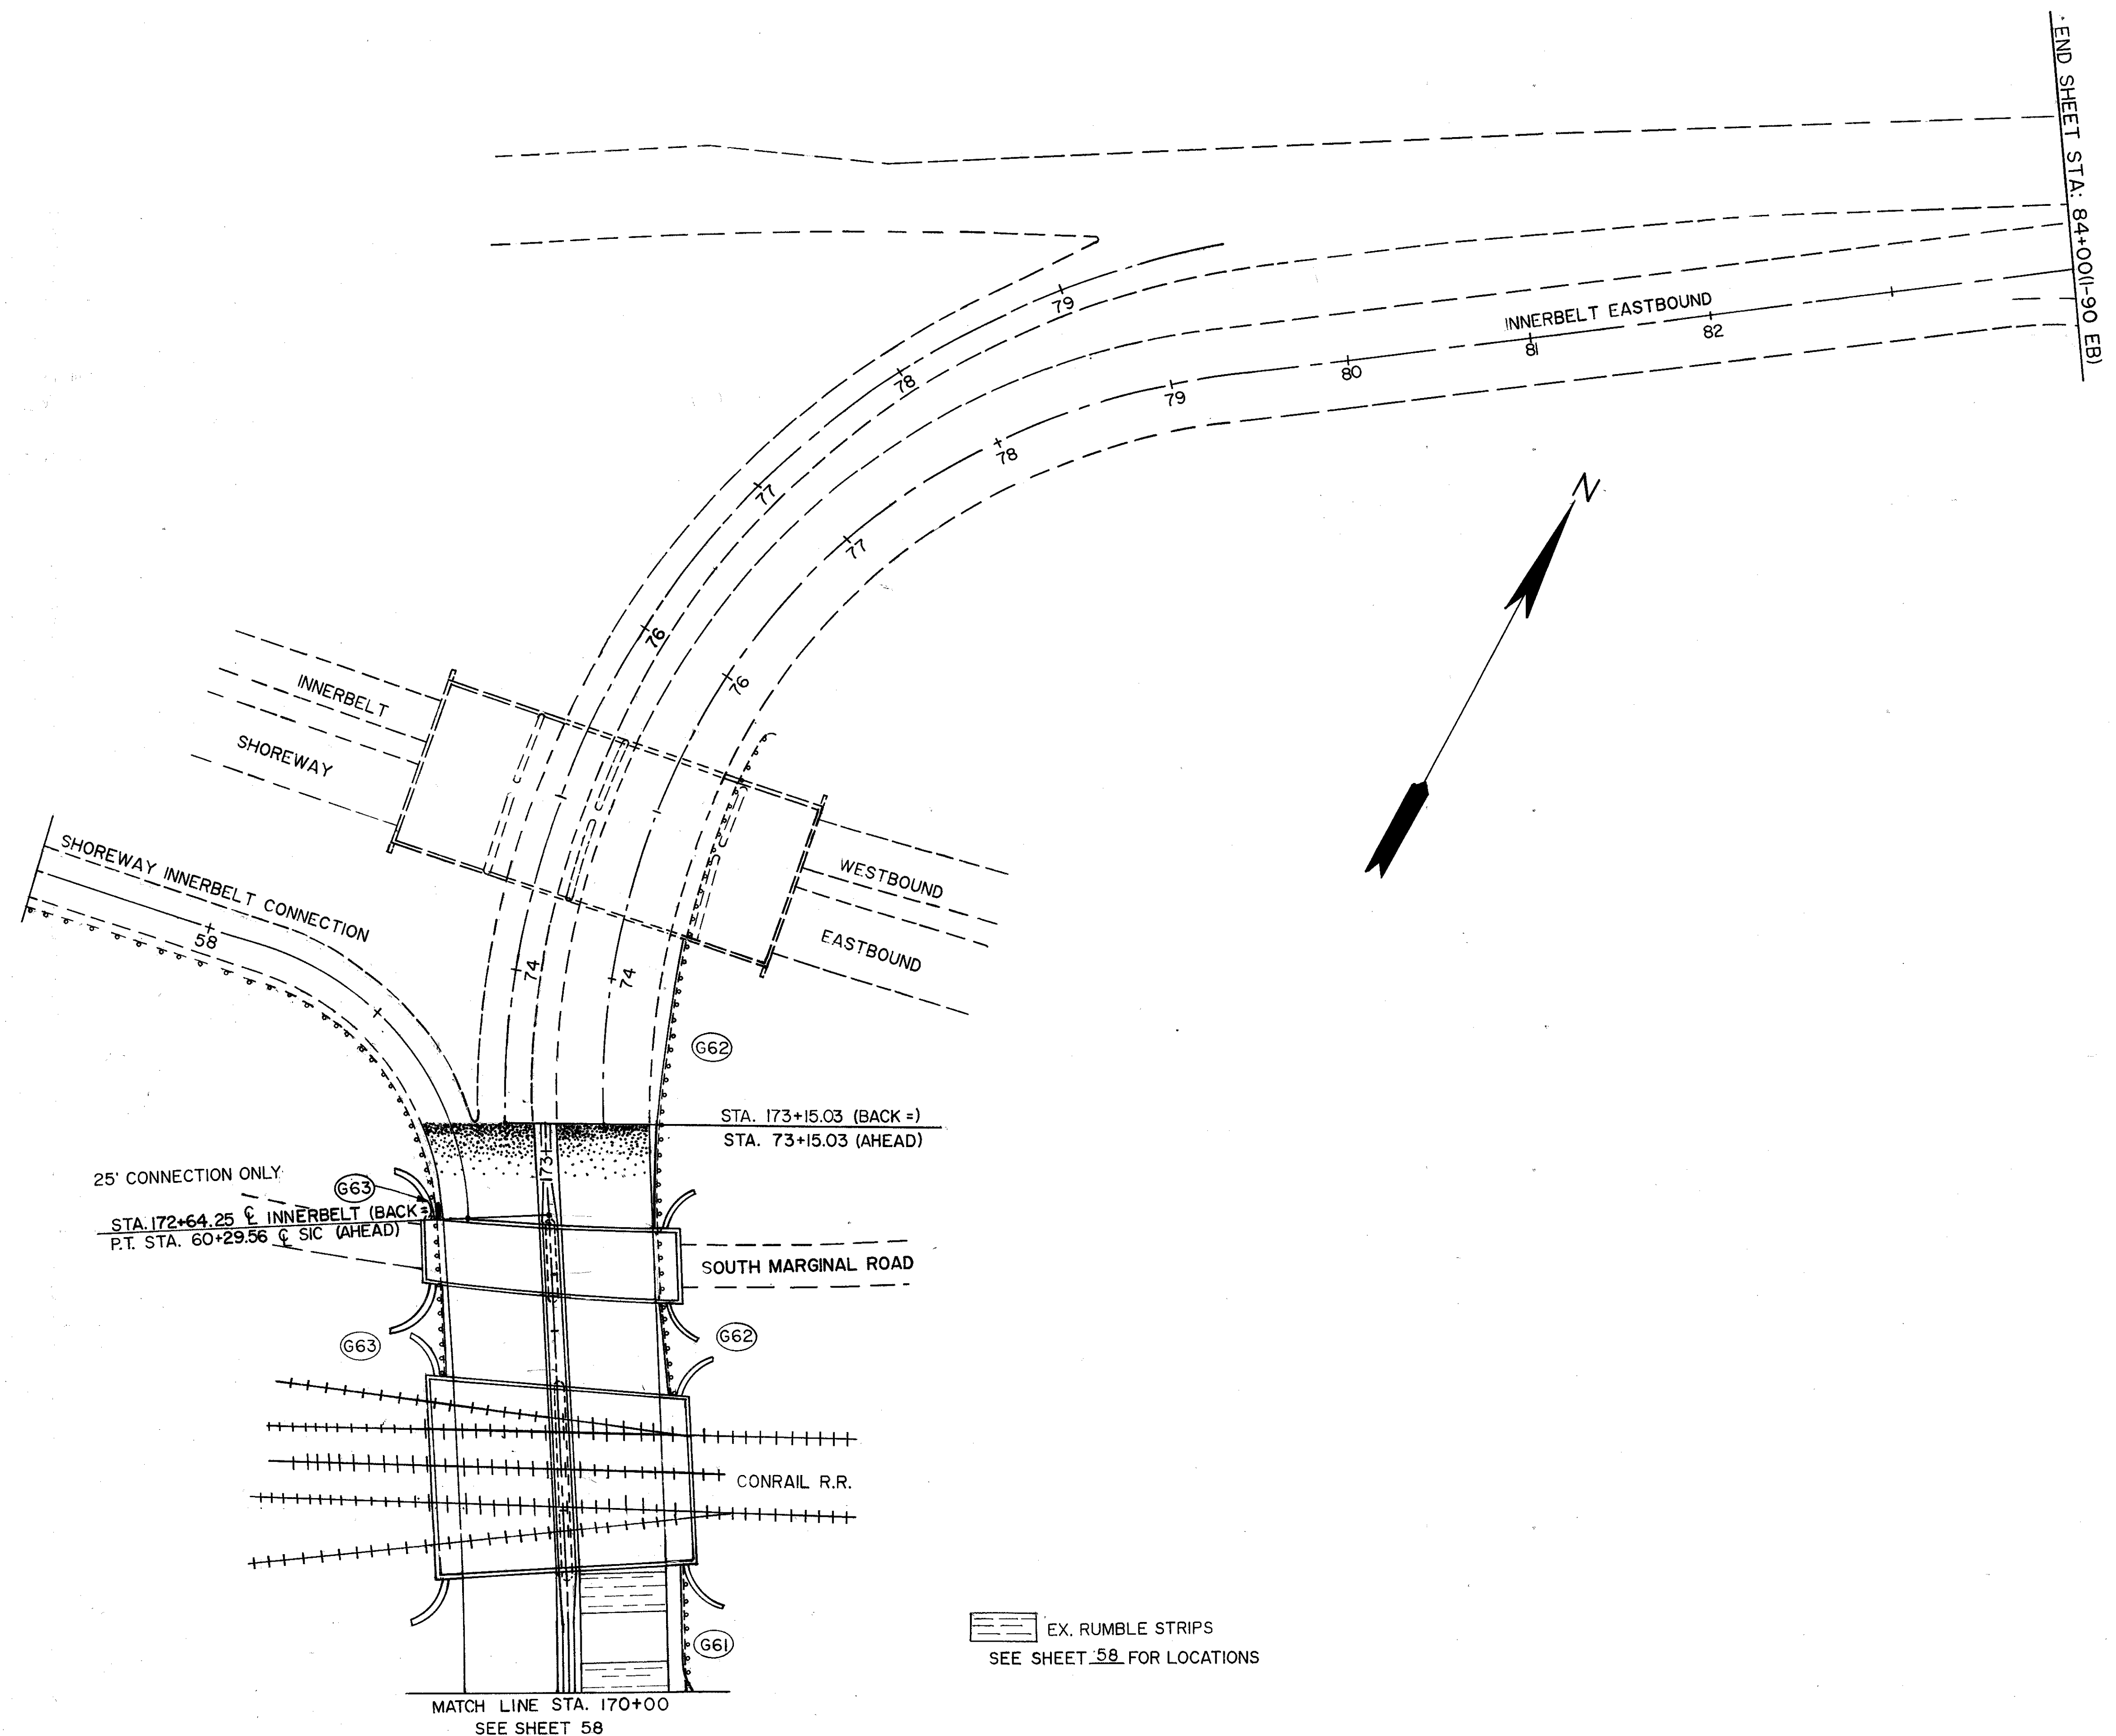 END SHEET STA: 84+00(I-90 EB)
79
INNERBELT EASTBOUND
82
81
80
78
79
78
N
77
77
76
76
INNERBELT
SHOREWAY
SHOREWAY INNERBELT CONNECTION
58
WESTBOUND
EASTBOUND
74
74
G62
STA. 173+15.03 (BACK =)
STA. 73+15.03 (AHEAD)
173
25' CONNECTION ONLY
G63
STA. 172+64.25 ℄ INNERBELT (BACK =
P.T. STA. 60+29.56 ℄ SIC (AHEAD)
SOUTH MARGINAL ROAD
G63
G62
CONRAIL R.R.
EX. RUMBLE STRIPS
SEE SHEET 58 FOR LOCATIONS
G61
MATCH LINE STA. 170+00
SEE SHEET 58